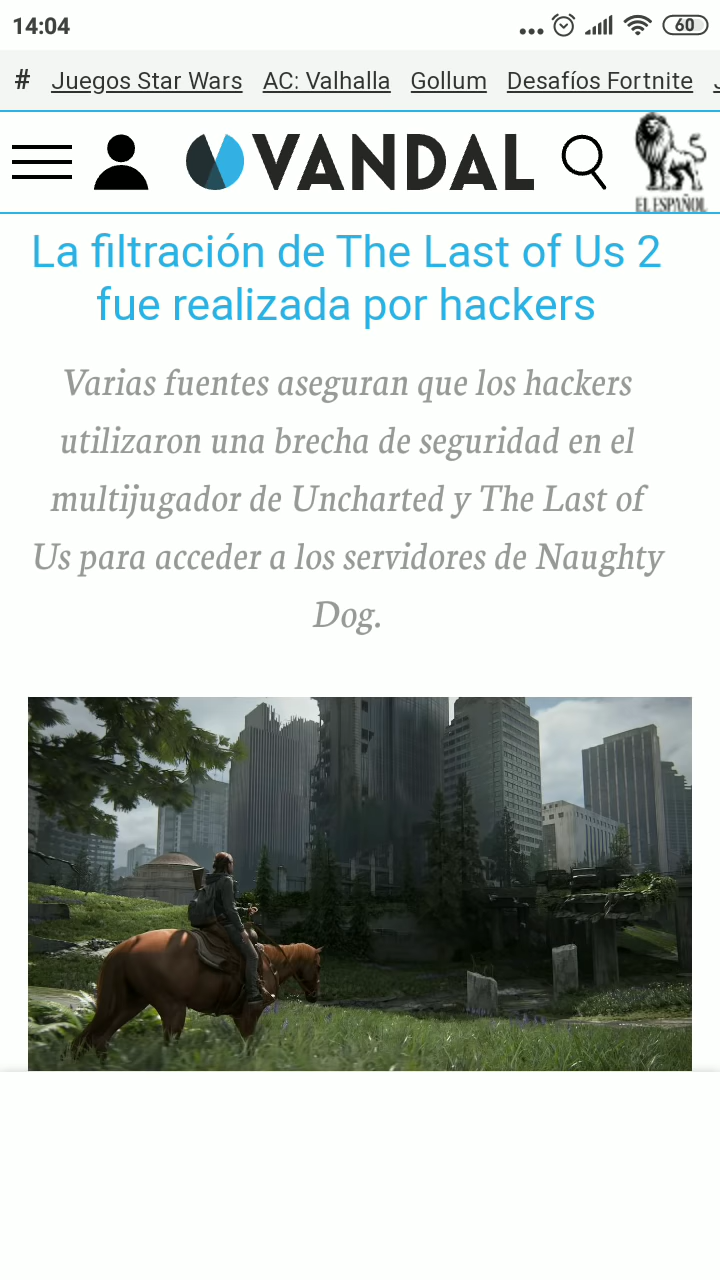 14:04
60
# Juegos Star Wars AC: Valhalla Gollum Desafíos Fortnite
VANDAL
EL ESPAÑOL
La filtración de The Last of Us 2
fue realizada por hackers
Varias fuentes aseguran que los hackers
utilizaron una brecha de seguridad en el
multijugador de Uncharted y The Last of
Us para acceder a los servidores de Naughty
Dog.